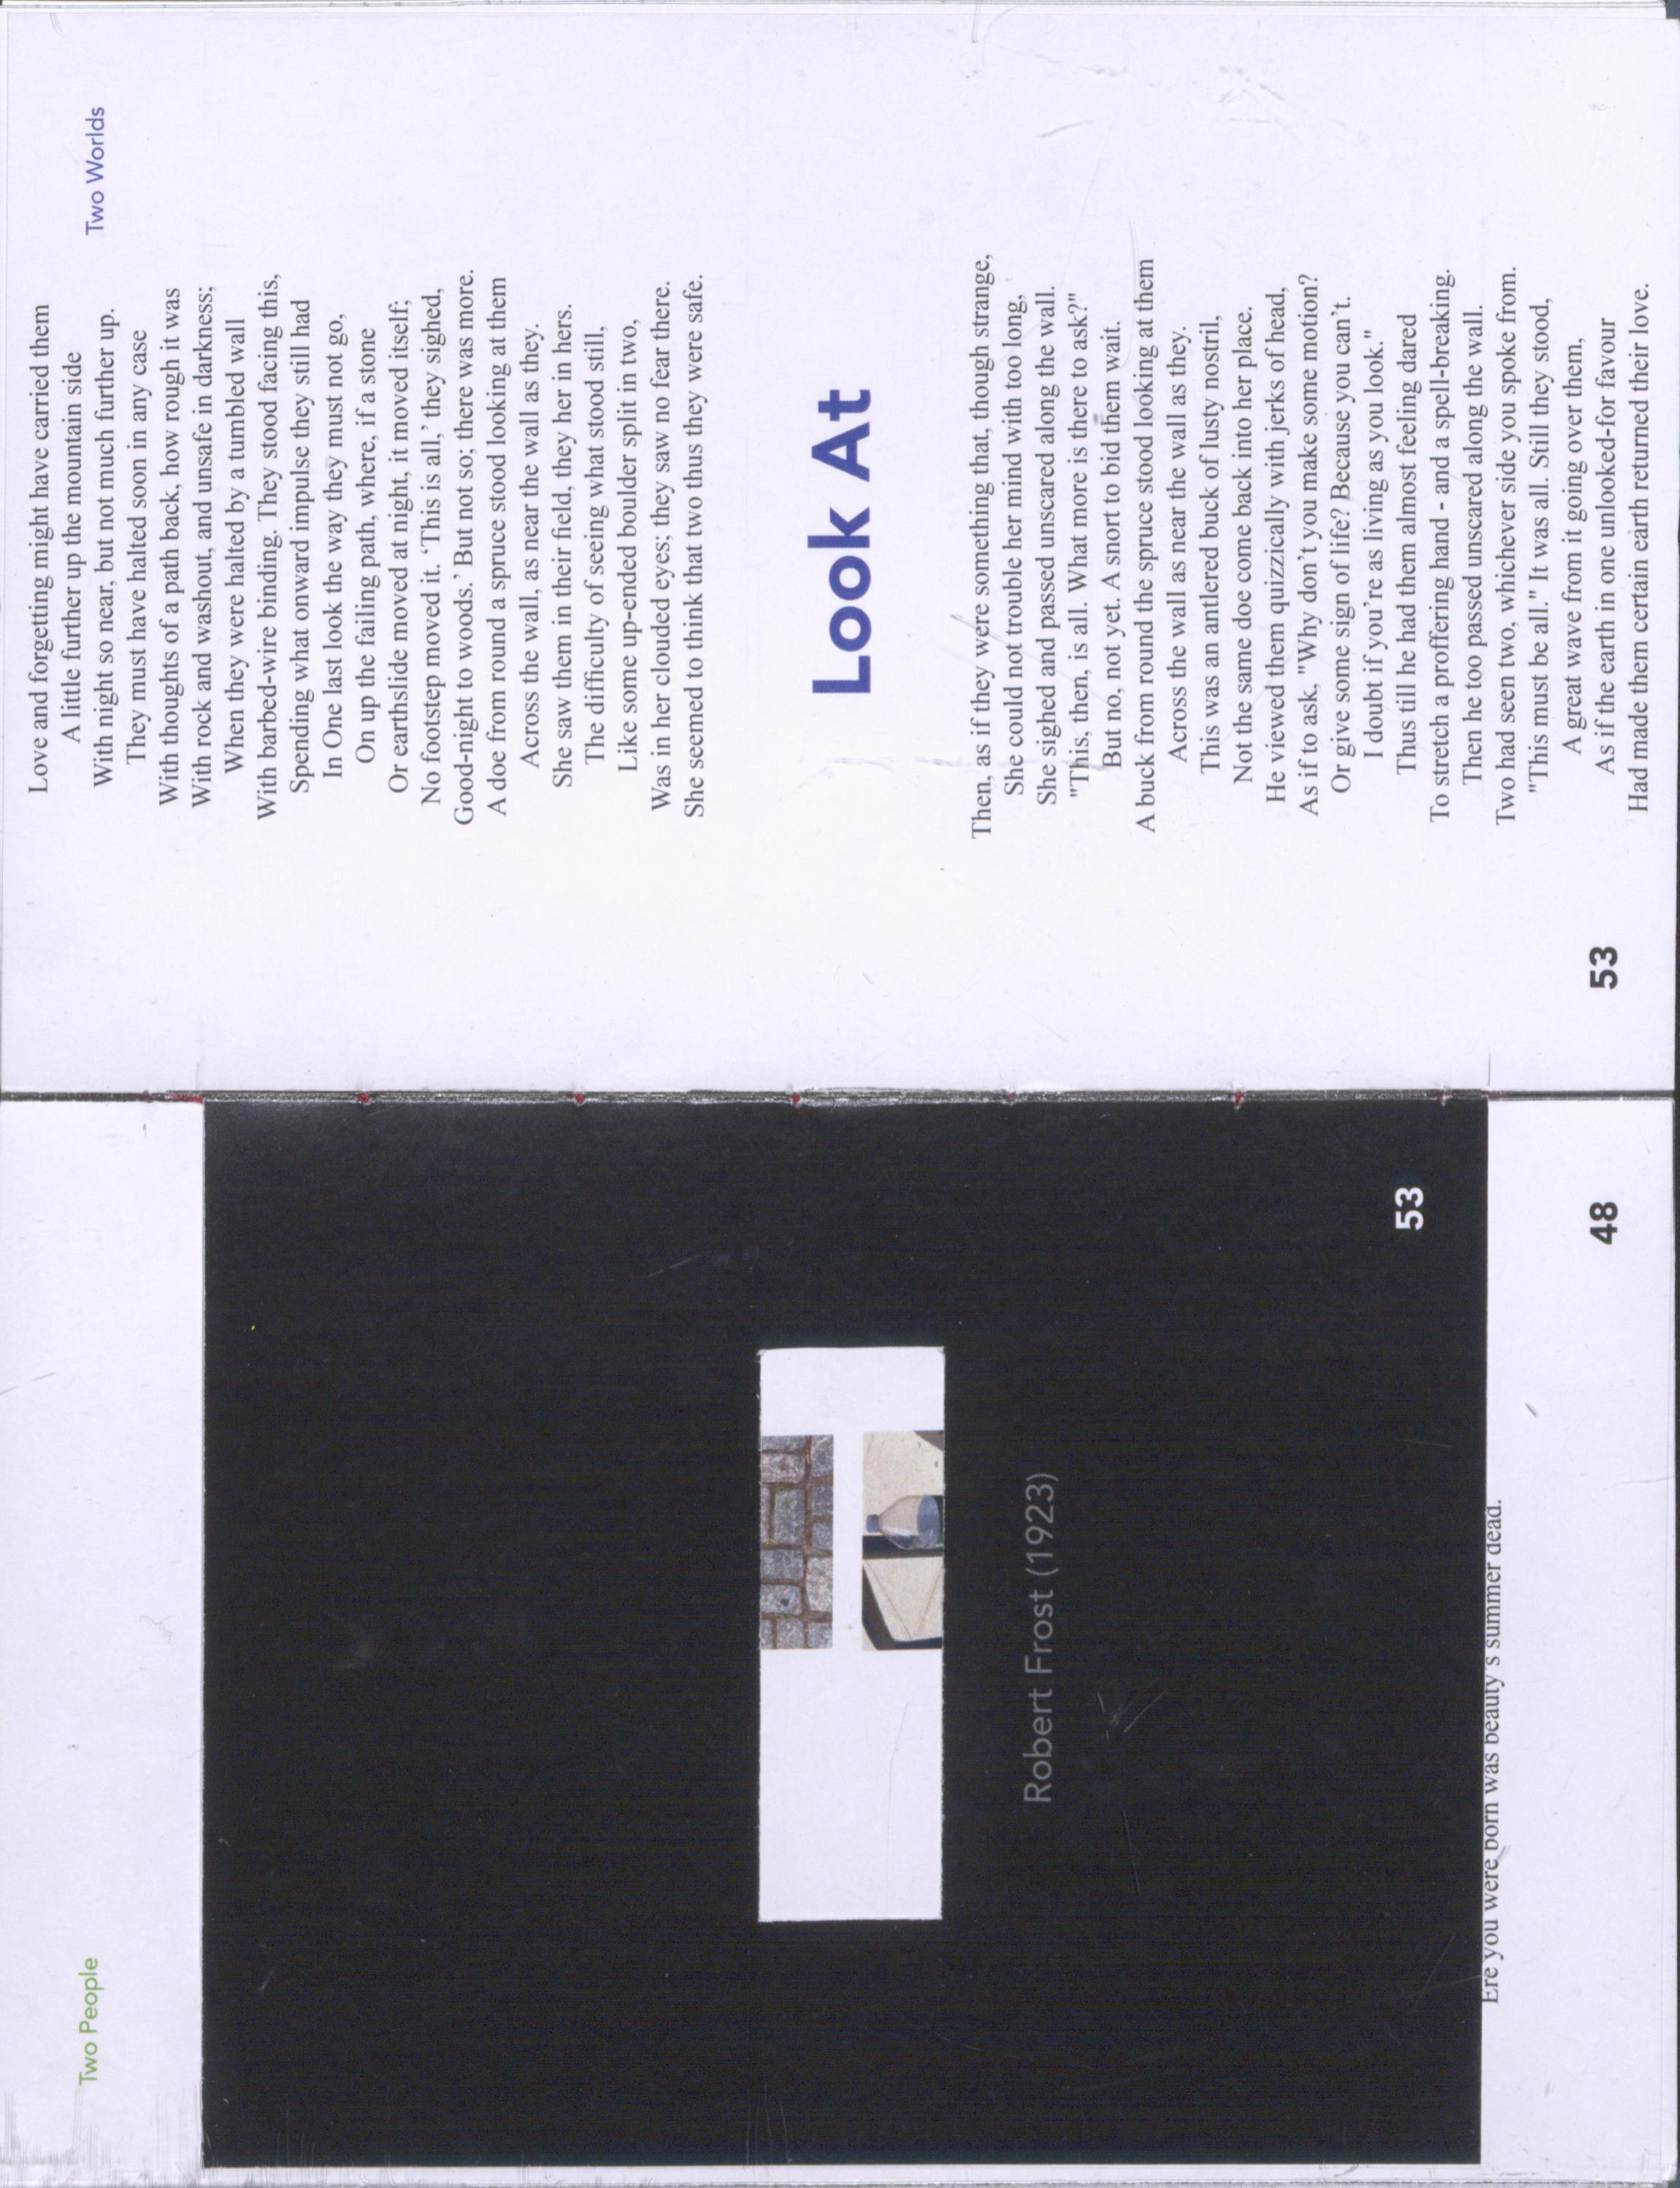 Two People
Robert Frost (1923)
53
Ere you were born was beauty's summer dead.
48
Two Worlds
Love and forgetting might have carried them
A little further up the mountain side
With night so near, but not much further up.
They must have halted soon in any case
With thoughts of a path back, how rough it was
With rock and washout, and unsafe in darkness;
When they were halted by a tumbled wall
With barbed-wire binding. They stood facing this,
Spending what onward impulse they still had
In One last look the way they must not go,
On up the failing path, where, if a stone
Or earthslide moved at night, it moved itself;
No footstep moved it. ‘This is all,’ they sighed,
Good-night to woods.’ But not so; there was more.
A doe from round a spruce stood looking at them
Across the wall, as near the wall as they.
She saw them in their field, they her in hers.
The difficulty of seeing what stood still,
Like some up-ended boulder split in two,
Was in her clouded eyes; they saw no fear there.
She seemed to think that two thus they were safe.
Look At
Then, as if they were something that, though strange,
She could not trouble her mind with too long,
She sighed and passed unscared along the wall.
"This, then, is all. What more is there to ask?"
But no, not yet. A snort to bid them wait.
A buck from round the spruce stood looking at them
Across the wall as near the wall as they.
This was an antlered buck of lusty nostril,
Not the same doe come back into her place.
He viewed them quizzically with jerks of head,
As if to ask, "Why don’t you make some motion?
Or give some sign of life? Because you can’t.
I doubt if you’re as living as you look."
Thus till he had them almost feeling dared
To stretch a proffering hand - and a spell-breaking.
Then he too passed unscared along the wall.
Two had seen two, whichever side you spoke from.
"This must be all." It was all. Still they stood,
A great wave from it going over them,
As if the earth in one unlooked-for favour
Had made them certain earth returned their love.
53